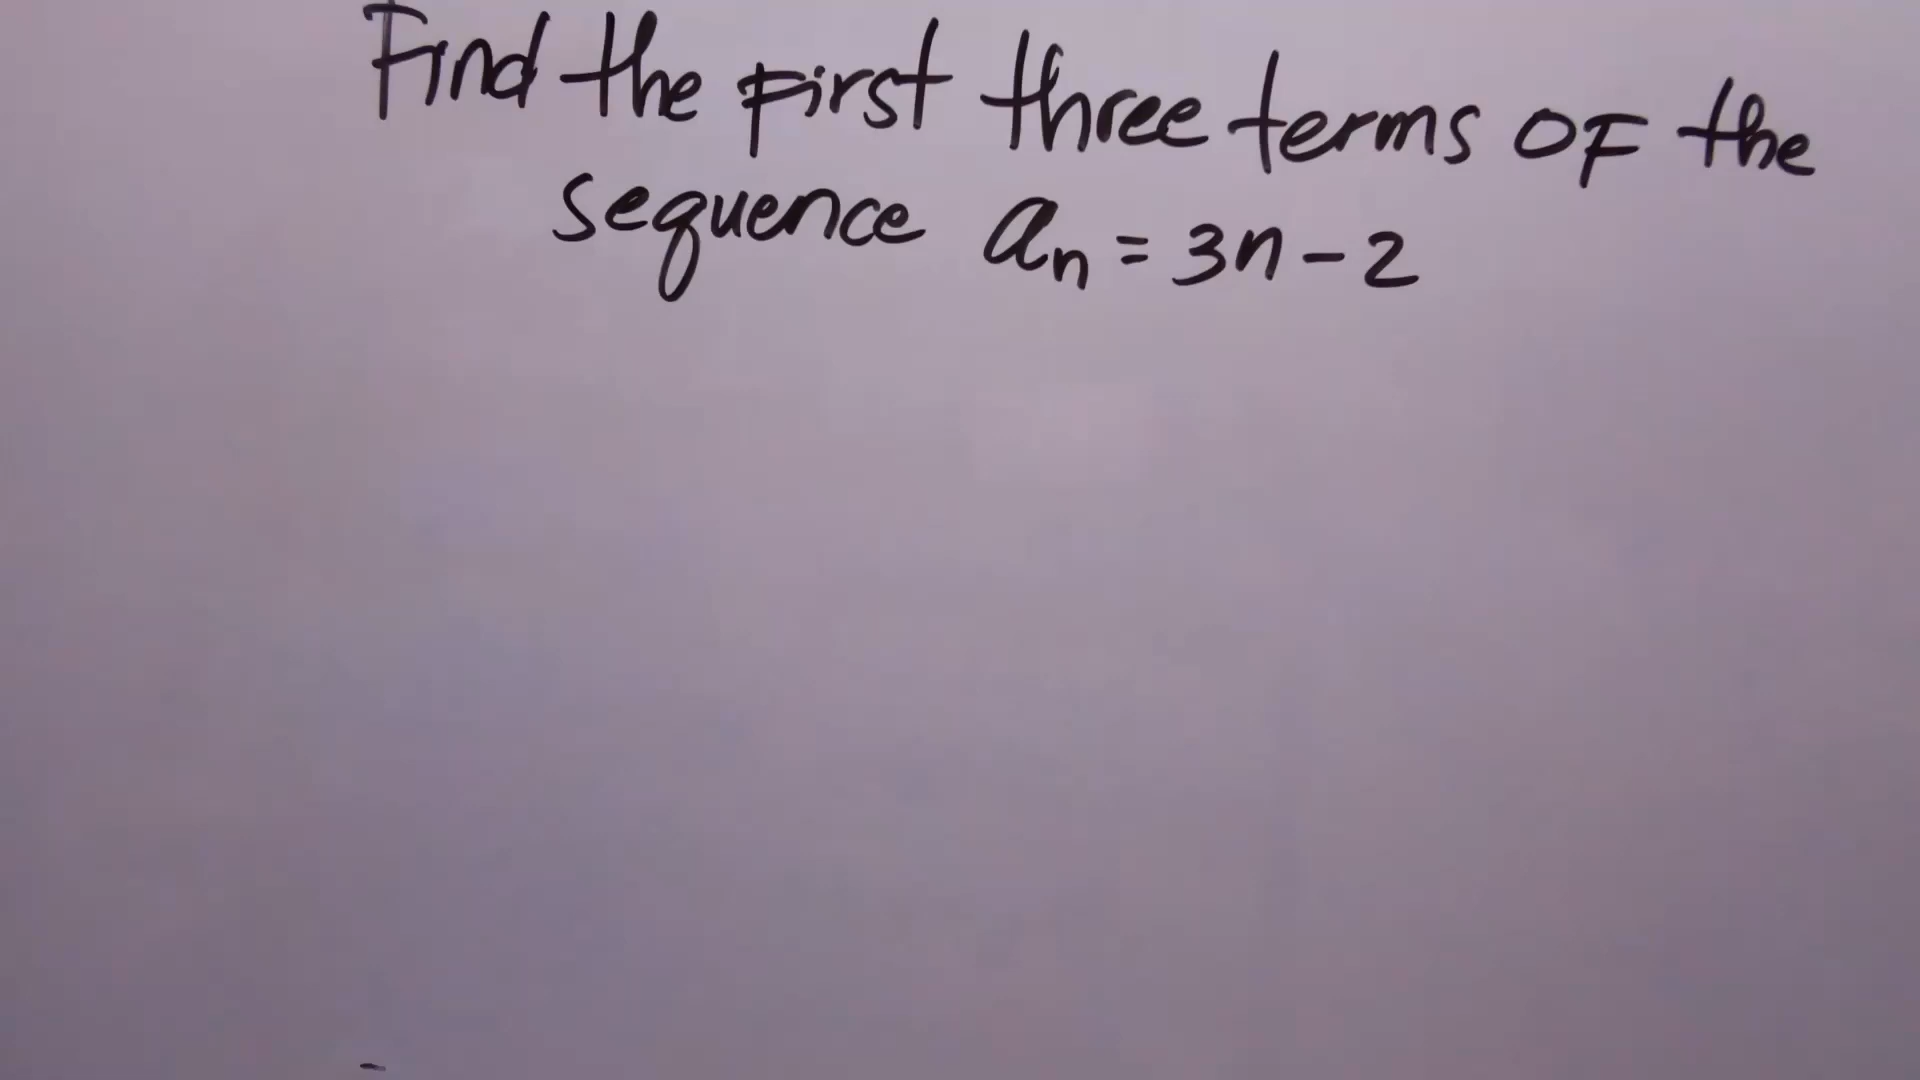 Find the first three terms OF the
sequence aₙ = 3n - 2